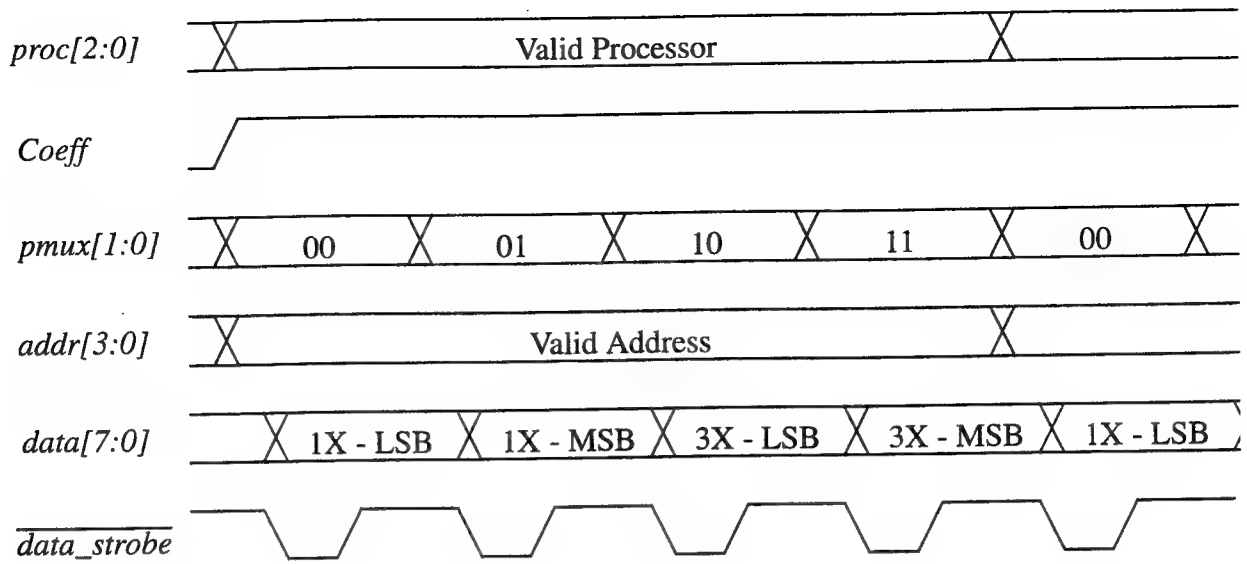 proc[2:0] Valid Processor
Coeff
pmux[1:0] 00 01 10 11 00
addr[3:0] Valid Address
data[7:0] 1X - LSB 1X - MSB 3X - LSB 3X - MSB 1X - LSB
data_strobe